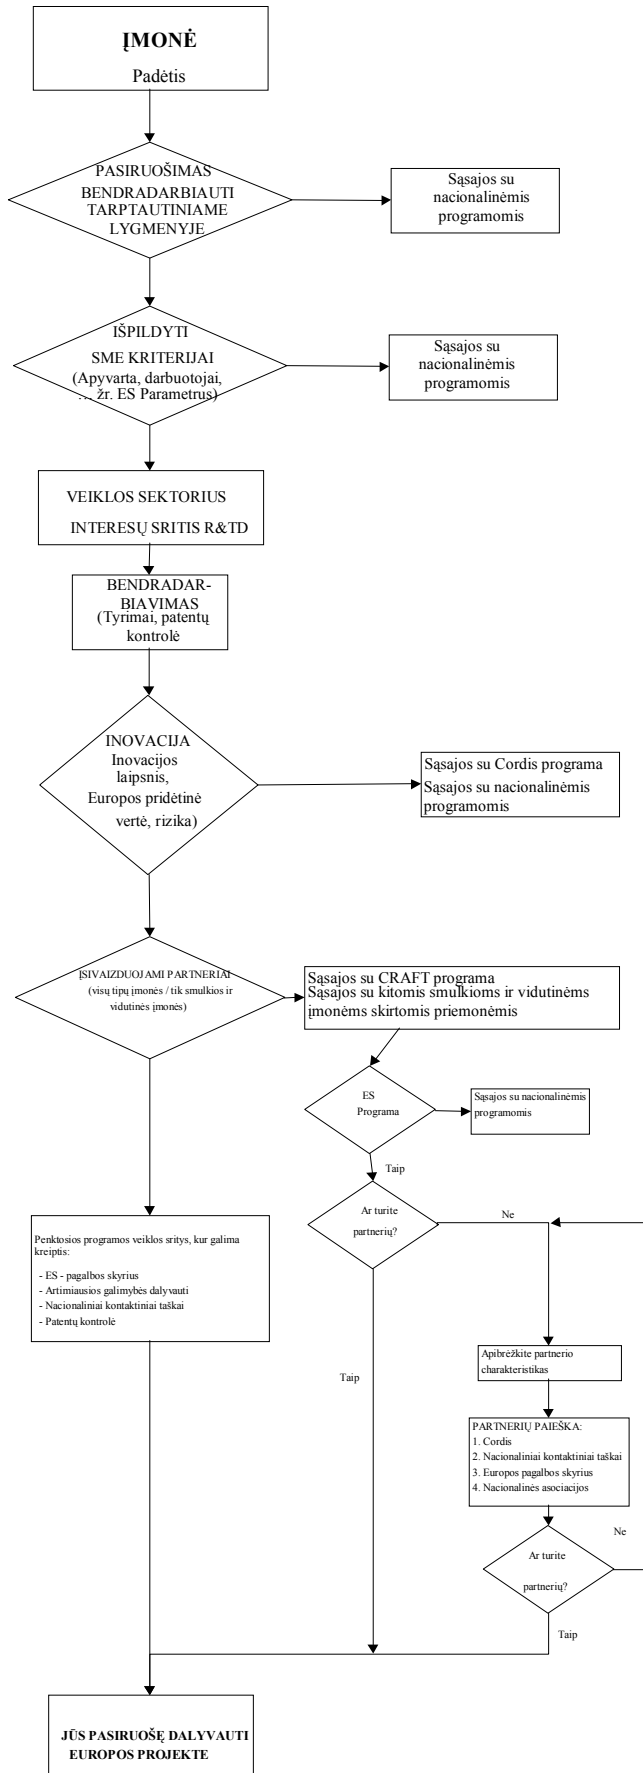 ĮMONĖ
Padėtis
PASIRUOŠIMAS
BENDRADARBIAUTI
TARPTAUTINIAME
LYGMENYJE
Sąsajos su
nacionalinėmis
programomis
IŠPILDYTI
SME KRITERIJAI
(Apyvarta, darbuotojai,
... žr. ES Parametrus)
Sąsajos su
nacionalinėmis
programomis
VEIKLOS SEKTORIUS
INTERESŲ SRITIS R&TD
BENDRADAR-
BIAVIMAS
(Tyrimai, patentų
kontrolė
INOVACIJA
Inovacijos
laipsnis,
Europos pridėtinė
vertė, rizika)
Sąsajos su Cordis programa
Sąsajos su nacionalinėmis
programomis
ĮSIVAIZDUOJAMI PARTNERIAI
(visų tipų įmonės / tik smulkios ir
vidutinės įmonės)
Sąsajos su CRAFT programa
Sąsajos su kitomis smulkioms ir vidutinėms
įmonėms skirtomis priemonėmis
ES
Programa
Sąsajos su nacionalinėmis
programomis
Taip
Ar turite
partnerių?
Ne
Penktosios programos veiklos sritys, kur galima
kreiptis:
- ES - pagalbos skyrius
- Artimiausios galimybės dalyvauti
- Nacionaliniai kontaktiniai taškai
- Patentų kontrolė
Taip
Apibrėžkite partnerio
charakteristikas
PARTNERIŲ PAIEŠKA:
1. Cordis
2. Nacionaliniai kontaktiniai taškai
3. Europos pagalbos skyrius
4. Nacionalinės asociacijos
Ar turite
partnerių?
Ne
Taip
JŪS PASIRUOŠĘ DALYVAUTI
EUROPOS PROJEKTE